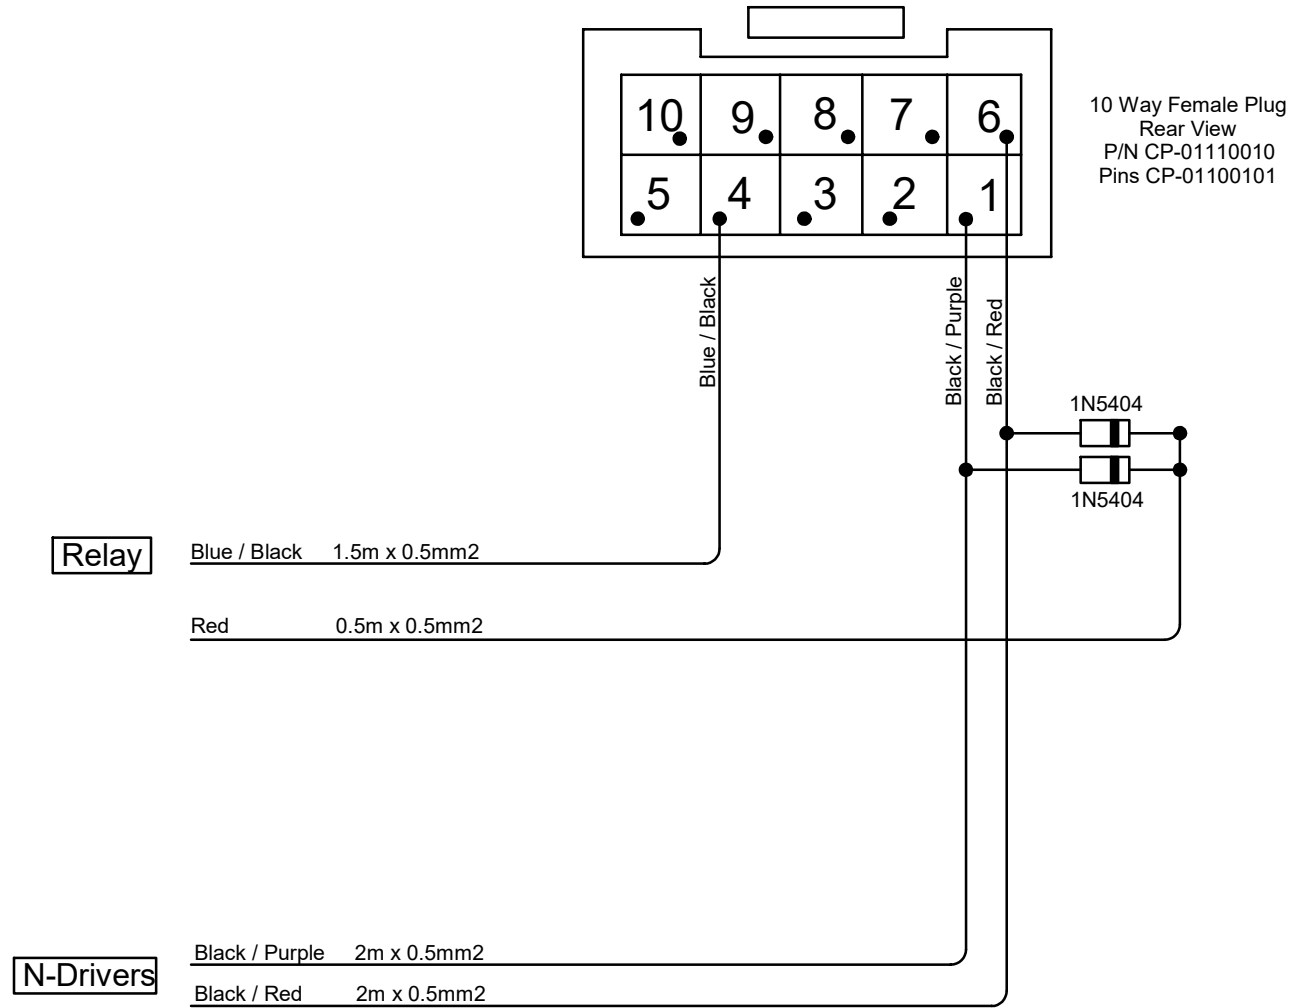 10 9 8 7 6
5 4 3 2 1
10 Way Female Plug
Rear View
P/N CP-01110010
Pins CP-01100101
Blue / Black
Black / Purple
Black / Red
1N5404
1N5404
Relay
Blue / Black 1.5m x 0.5mm2
Red 0.5m x 0.5mm2
N-Drivers
Black / Purple 2m x 0.5mm2
Black / Red 2m x 0.5mm2